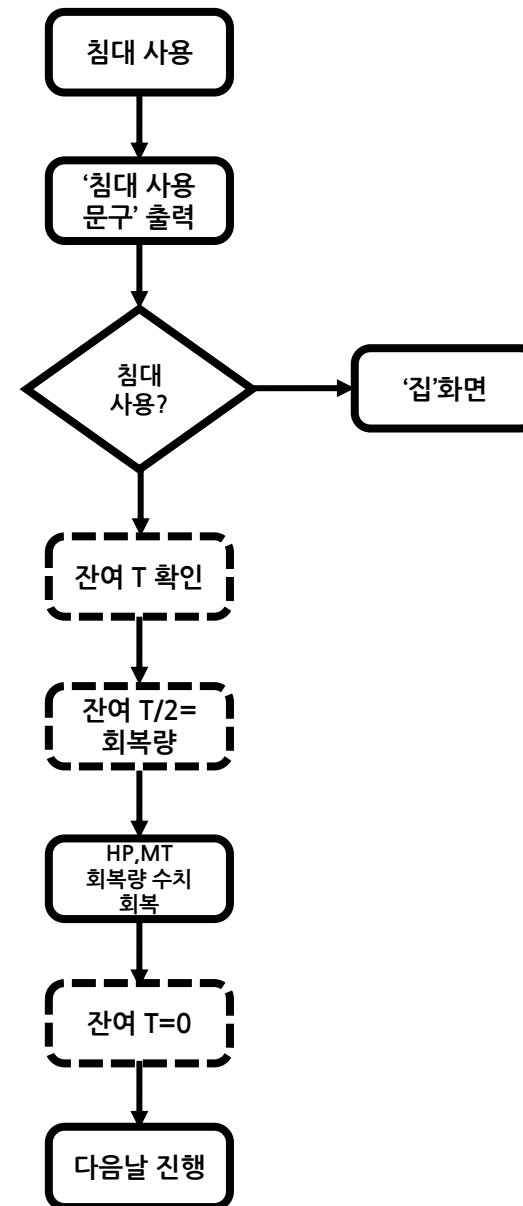 침대 사용
‘침대 사용
문구’ 출력
침대
사용?
‘집’화면
잔여 T 확인
잔여 T/2=
회복량
HP,MT
회복량 수치
회복
잔여 T=0
다음날 진행